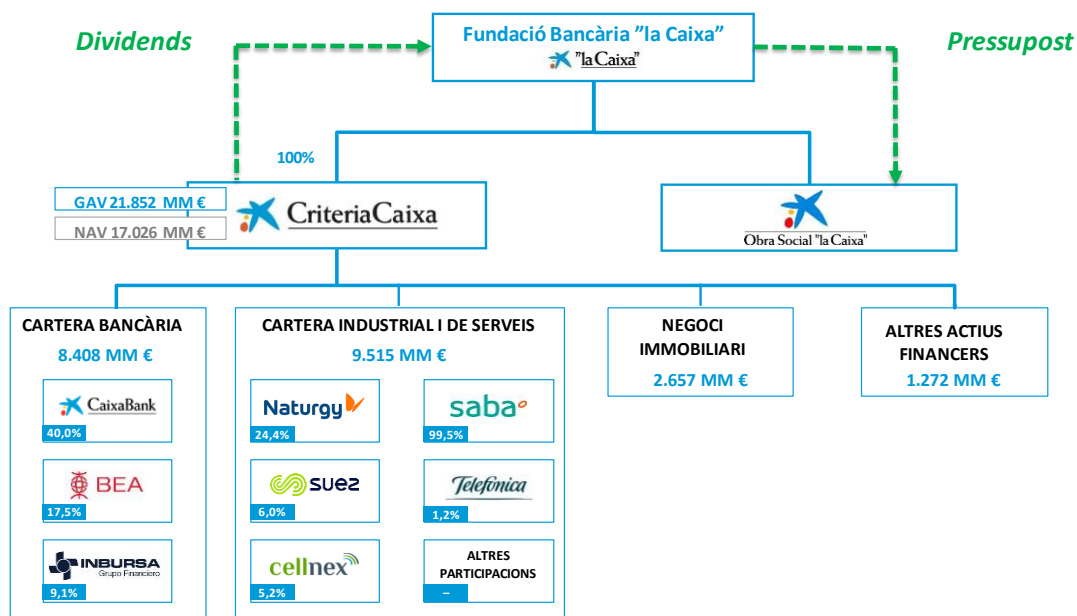 Dividends
Fundació Bancària ”la Caixa”
"la Caixa"
Pressupost
100%
GAV 21.852 MM €
NAV 17.026 MM €
CriteriaCaixa
Obra Social "la Caixa"
CARTERA BANCÀRIA
8.408 MM €
CaixaBank
40,0%
BEA
17,5%
INBURSA
Grupo Financiero
9,1%
CARTERA INDUSTRIAL I DE SERVEIS
9.515 MM €
Naturgy
24,4%
saba
99,5%
suez
6,0%
Telefónica
1,2%
cellnex
5,2%
ALTRES
PARTICIPACIONS
–
NEGOCI
IMMOBILIARI
2.657 MM €
ALTRES ACTIUS
FINANCERS
1.272 MM €